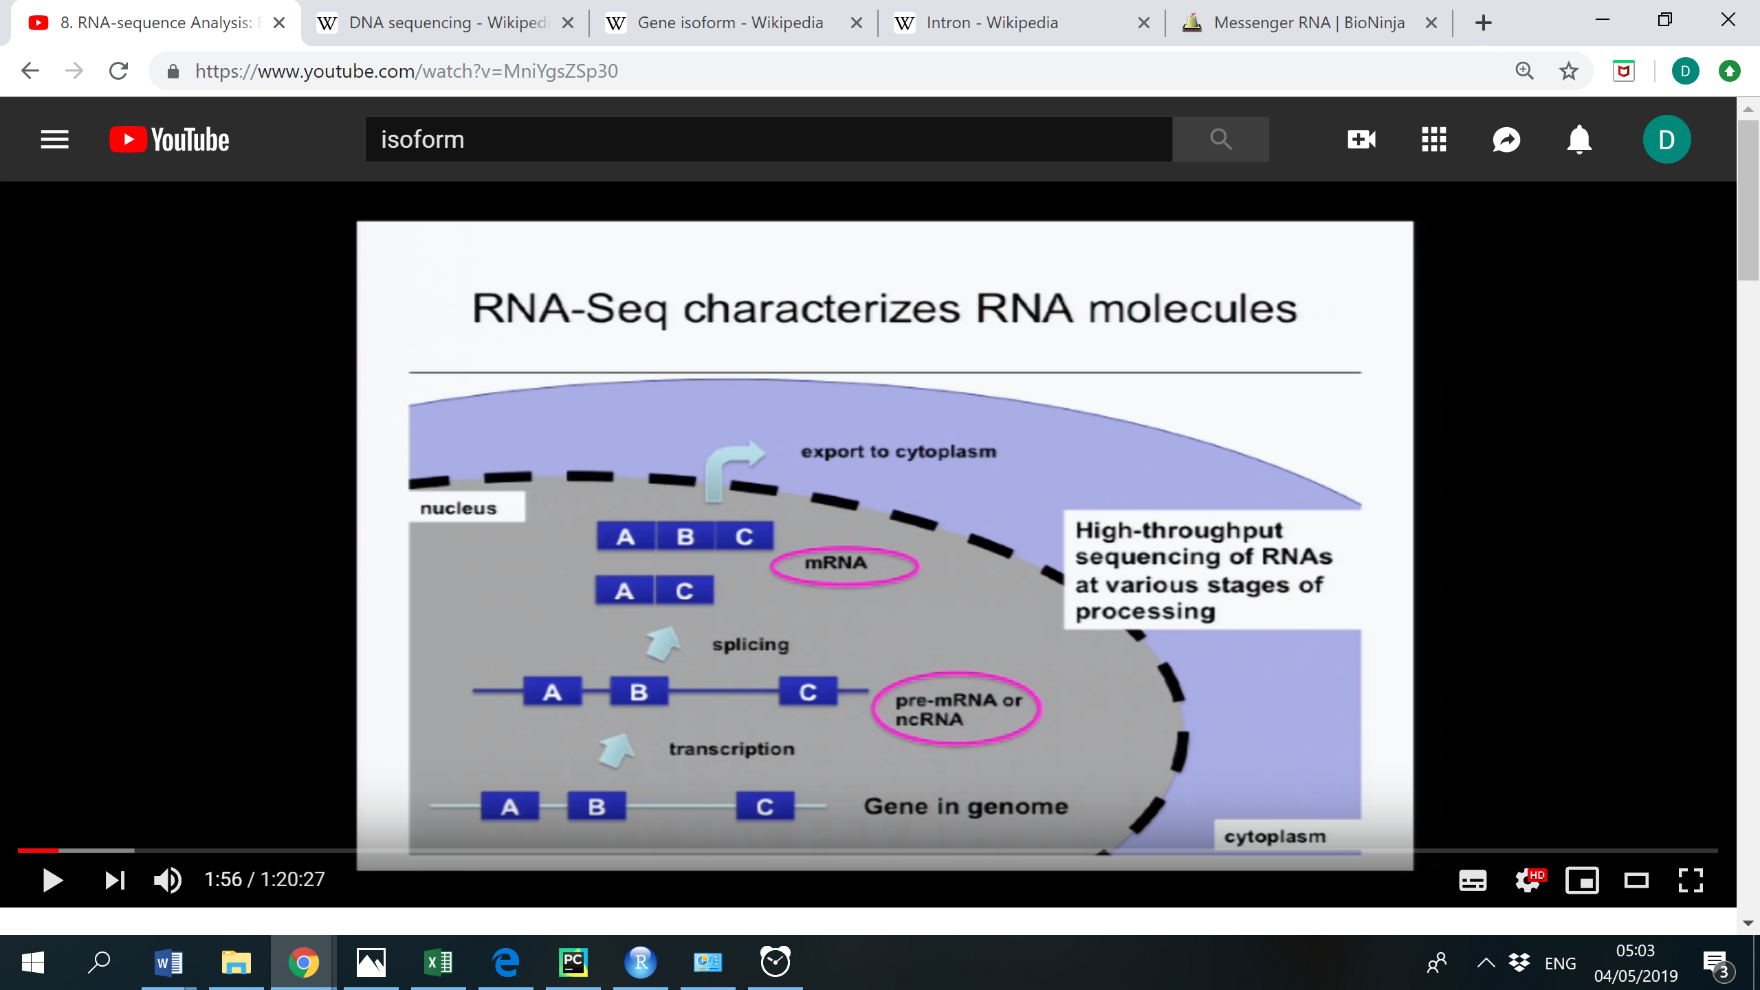 8. RNA-sequence Analysis:
DNA sequencing - Wikiped
Gene isoform - Wikipedia
Intron - Wikipedia
Messenger RNA | BioNinja
https://www.youtube.com/watch?v=MniYgsZSp30
D
YouTube
isoform
D
RNA-Seq characterizes RNA molecules
export to cytoplasm
nucleus
A B C
mRNA
A C
High-throughput
sequencing of RNAs
at various stages of
processing
splicing
A B C
pre-mRNA or
ncRNA
transcription
A B C
Gene in genome
cytoplasm
1:56 / 1:20:27
HD
PC
R
ENG
05:03
04/05/2019
3